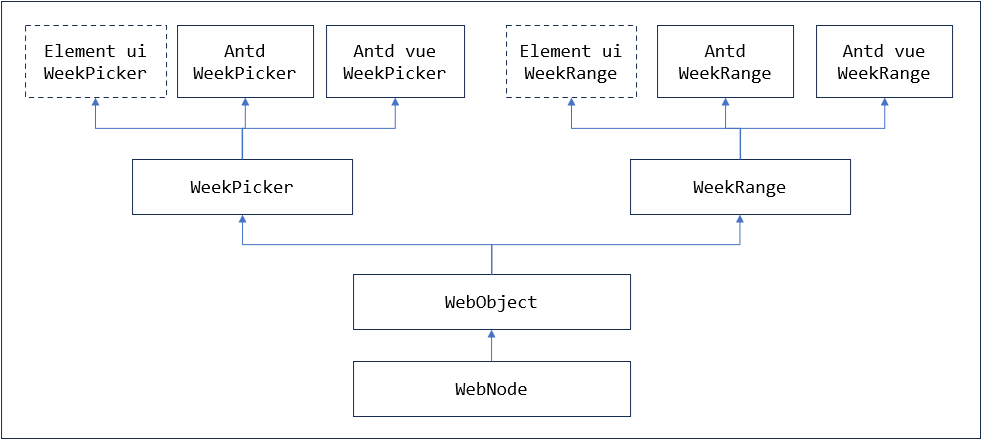 Element ui
WeekPicker
Antd
WeekPicker
Antd vue
WeekPicker
Element ui
WeekRange
Antd
WeekRange
Antd vue
WeekRange
WeekPicker
WeekRange
WebObject
WebNode